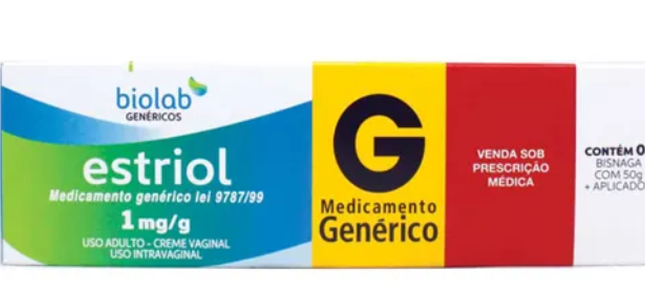 biolab
GENÉRICOS
estriol
Medicamento genérico lei 9787/99
1 mg/g
USO ADULTO - CREME VAGINAL
USO INTRAVAGINAL
G
Medicamento
Genérico
VENDA SOB
PRESCRIÇÃO
MÉDICA
CONTÉM 0
BISNAGA
COM 50g
+ APLICADO